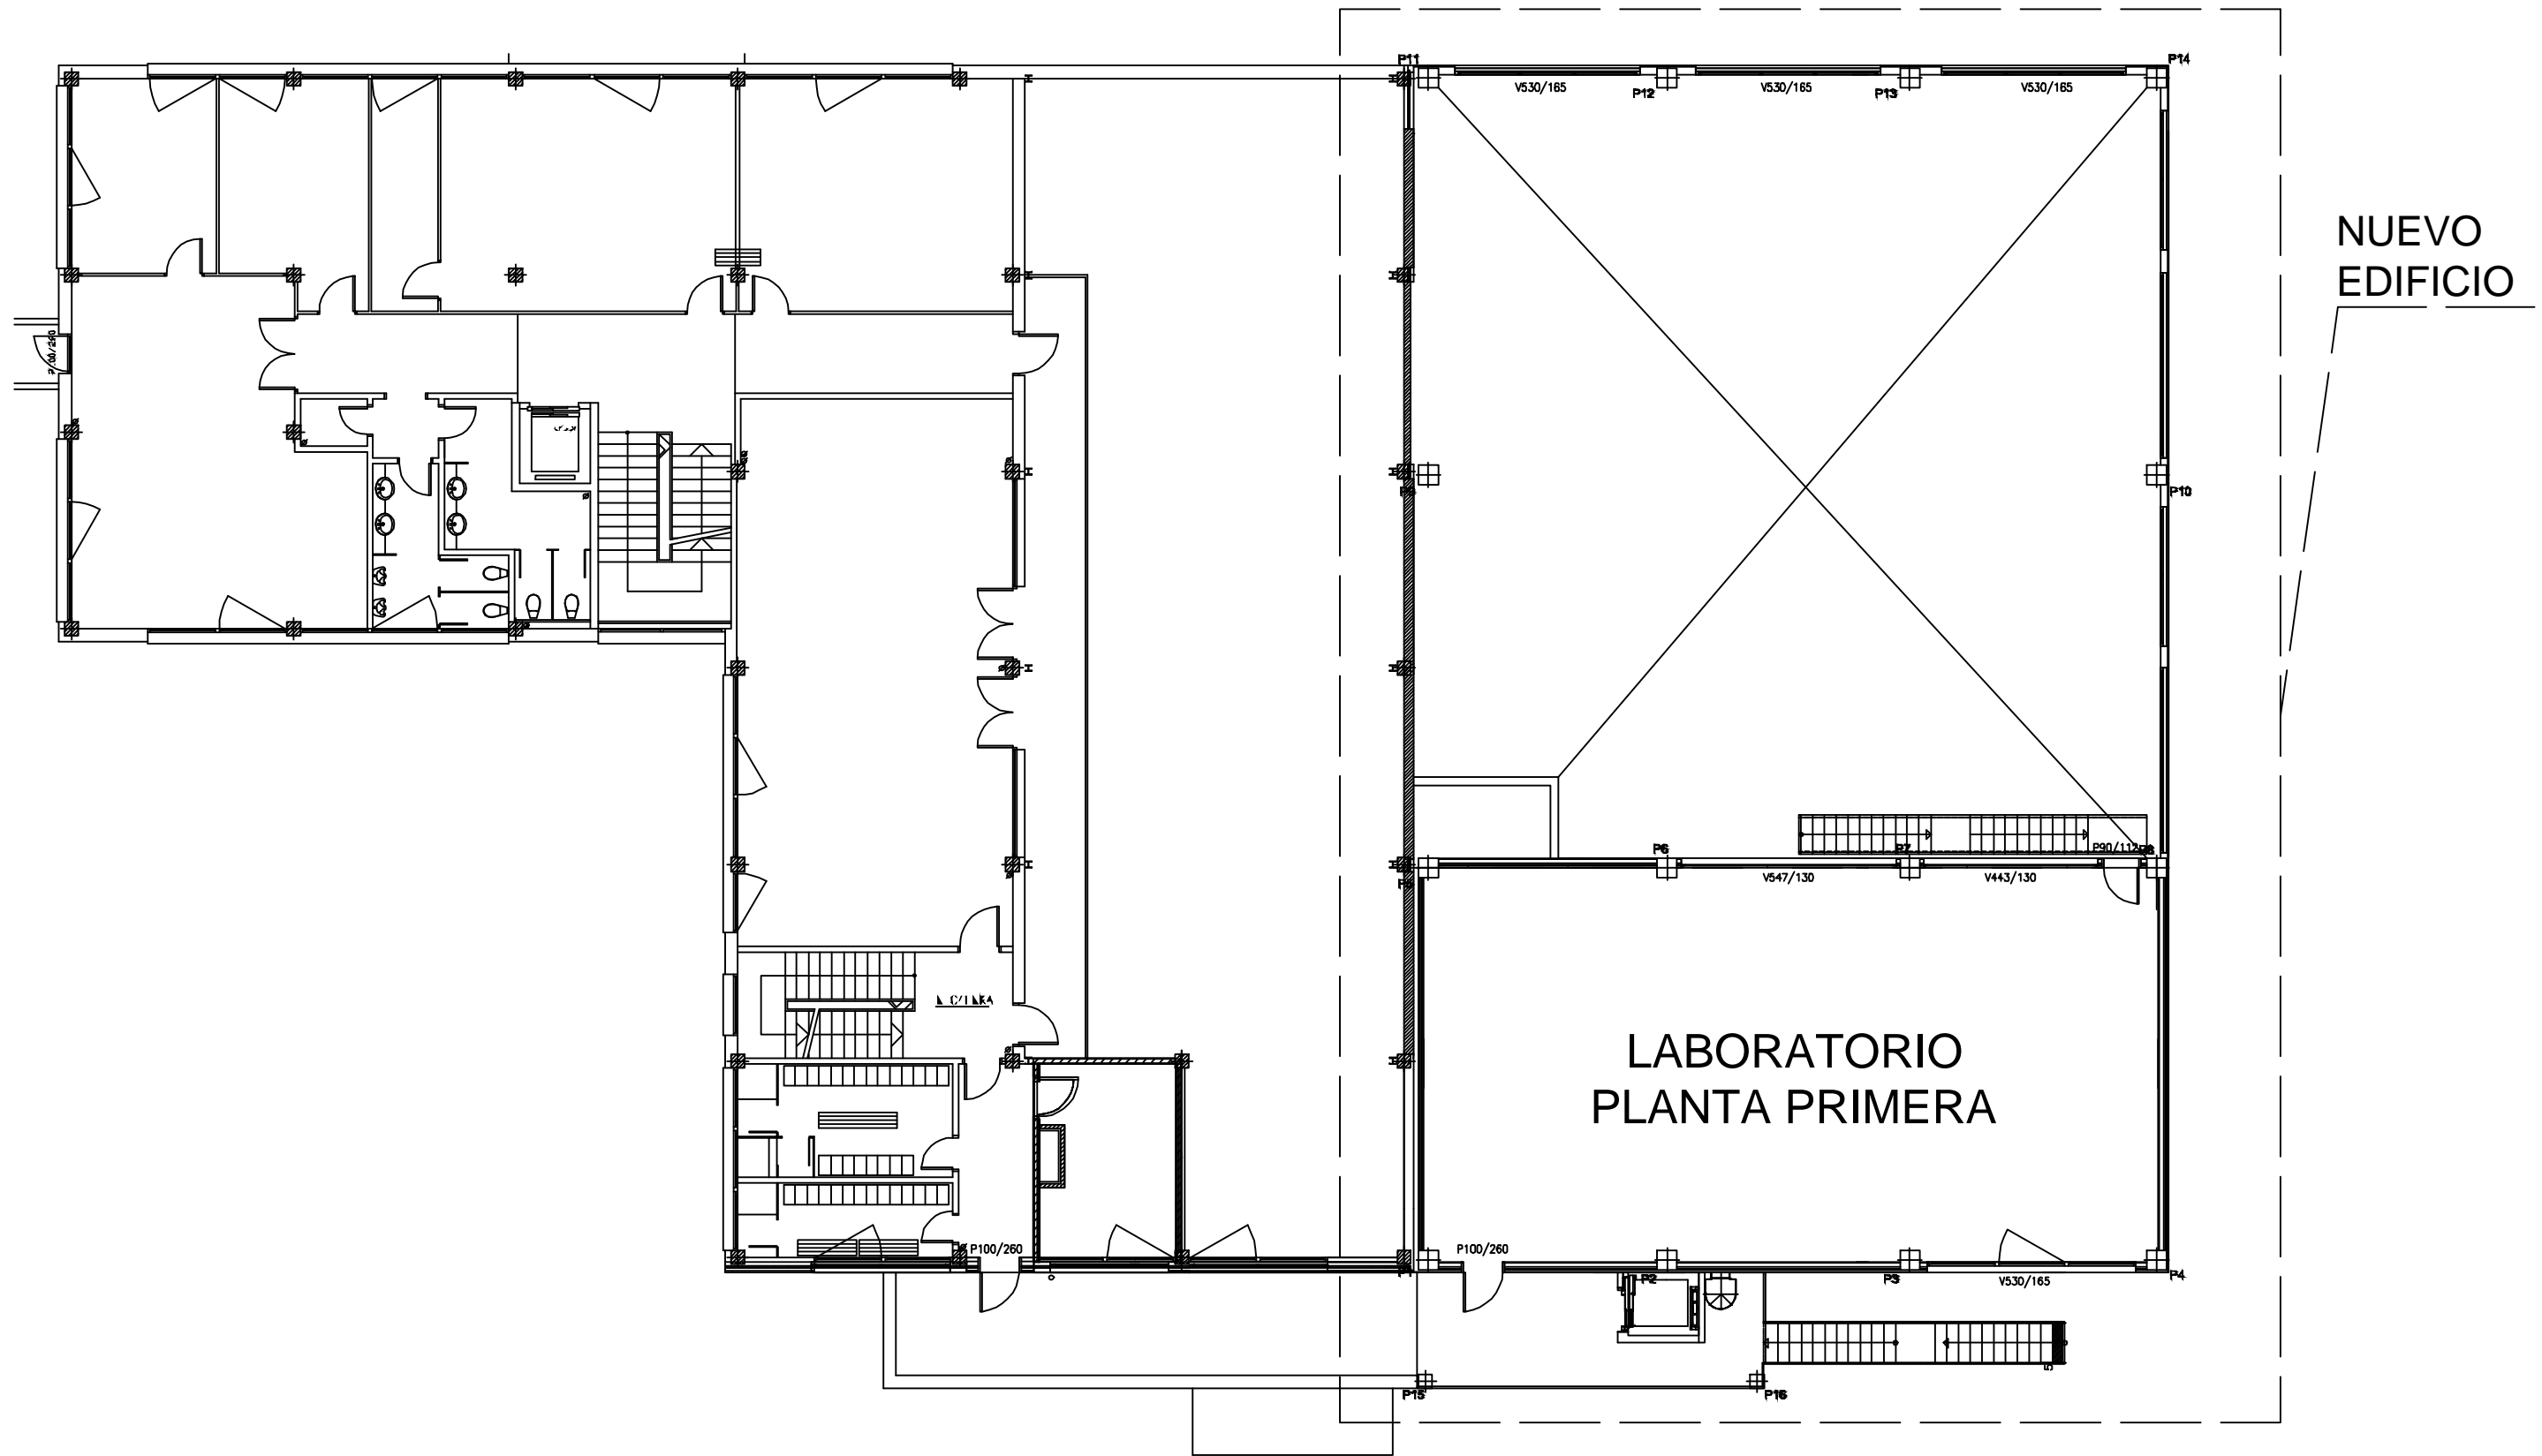 P11
P14
V530/165
P12
V530/165
P13
V530/165
NUEVO
EDIFICIO
P10
P6
P7
P90/112
V547/130
V443/130
LABORATORIO
PLANTA PRIMERA
P100/260
P100/260
P2
P3
V530/165
P4
P15
P16